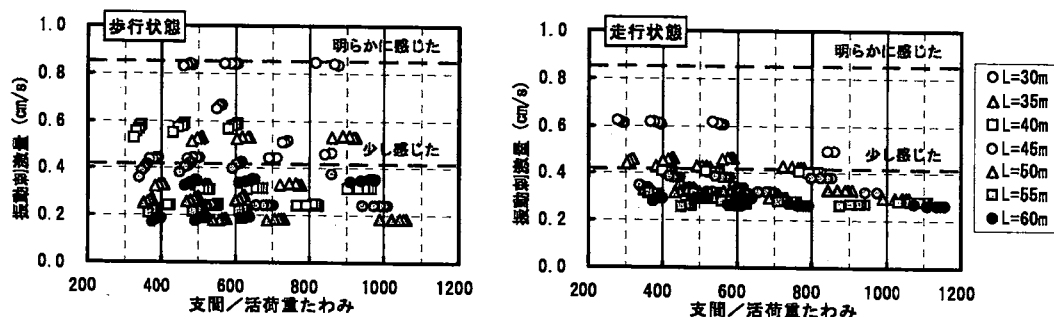 歩行状態
明らかに感じた
少し感じた
振動刺激量 (cm/s)
1.0
0.8
0.6
0.4
0.2
0.0
200 400 600 800 1000 1200
支間／活荷重たわみ
走行状態
明らかに感じた
少し感じた
振動刺激量 (cm/s)
1.0
0.8
0.6
0.4
0.2
0.0
200 400 600 800 1000 1200
支間／活荷重たわみ
L=30m
L=35m
L=40m
L=45m
L=50m
L=55m
L=60m